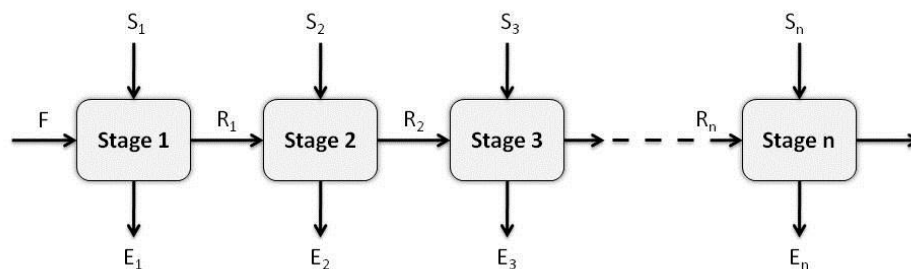 S₁ S₂ S₃ Sₙ
F Stage 1 R₁ Stage 2 R₂ Stage 3 Rₙ Stage n
E₁ E₂ E₃ Eₙ